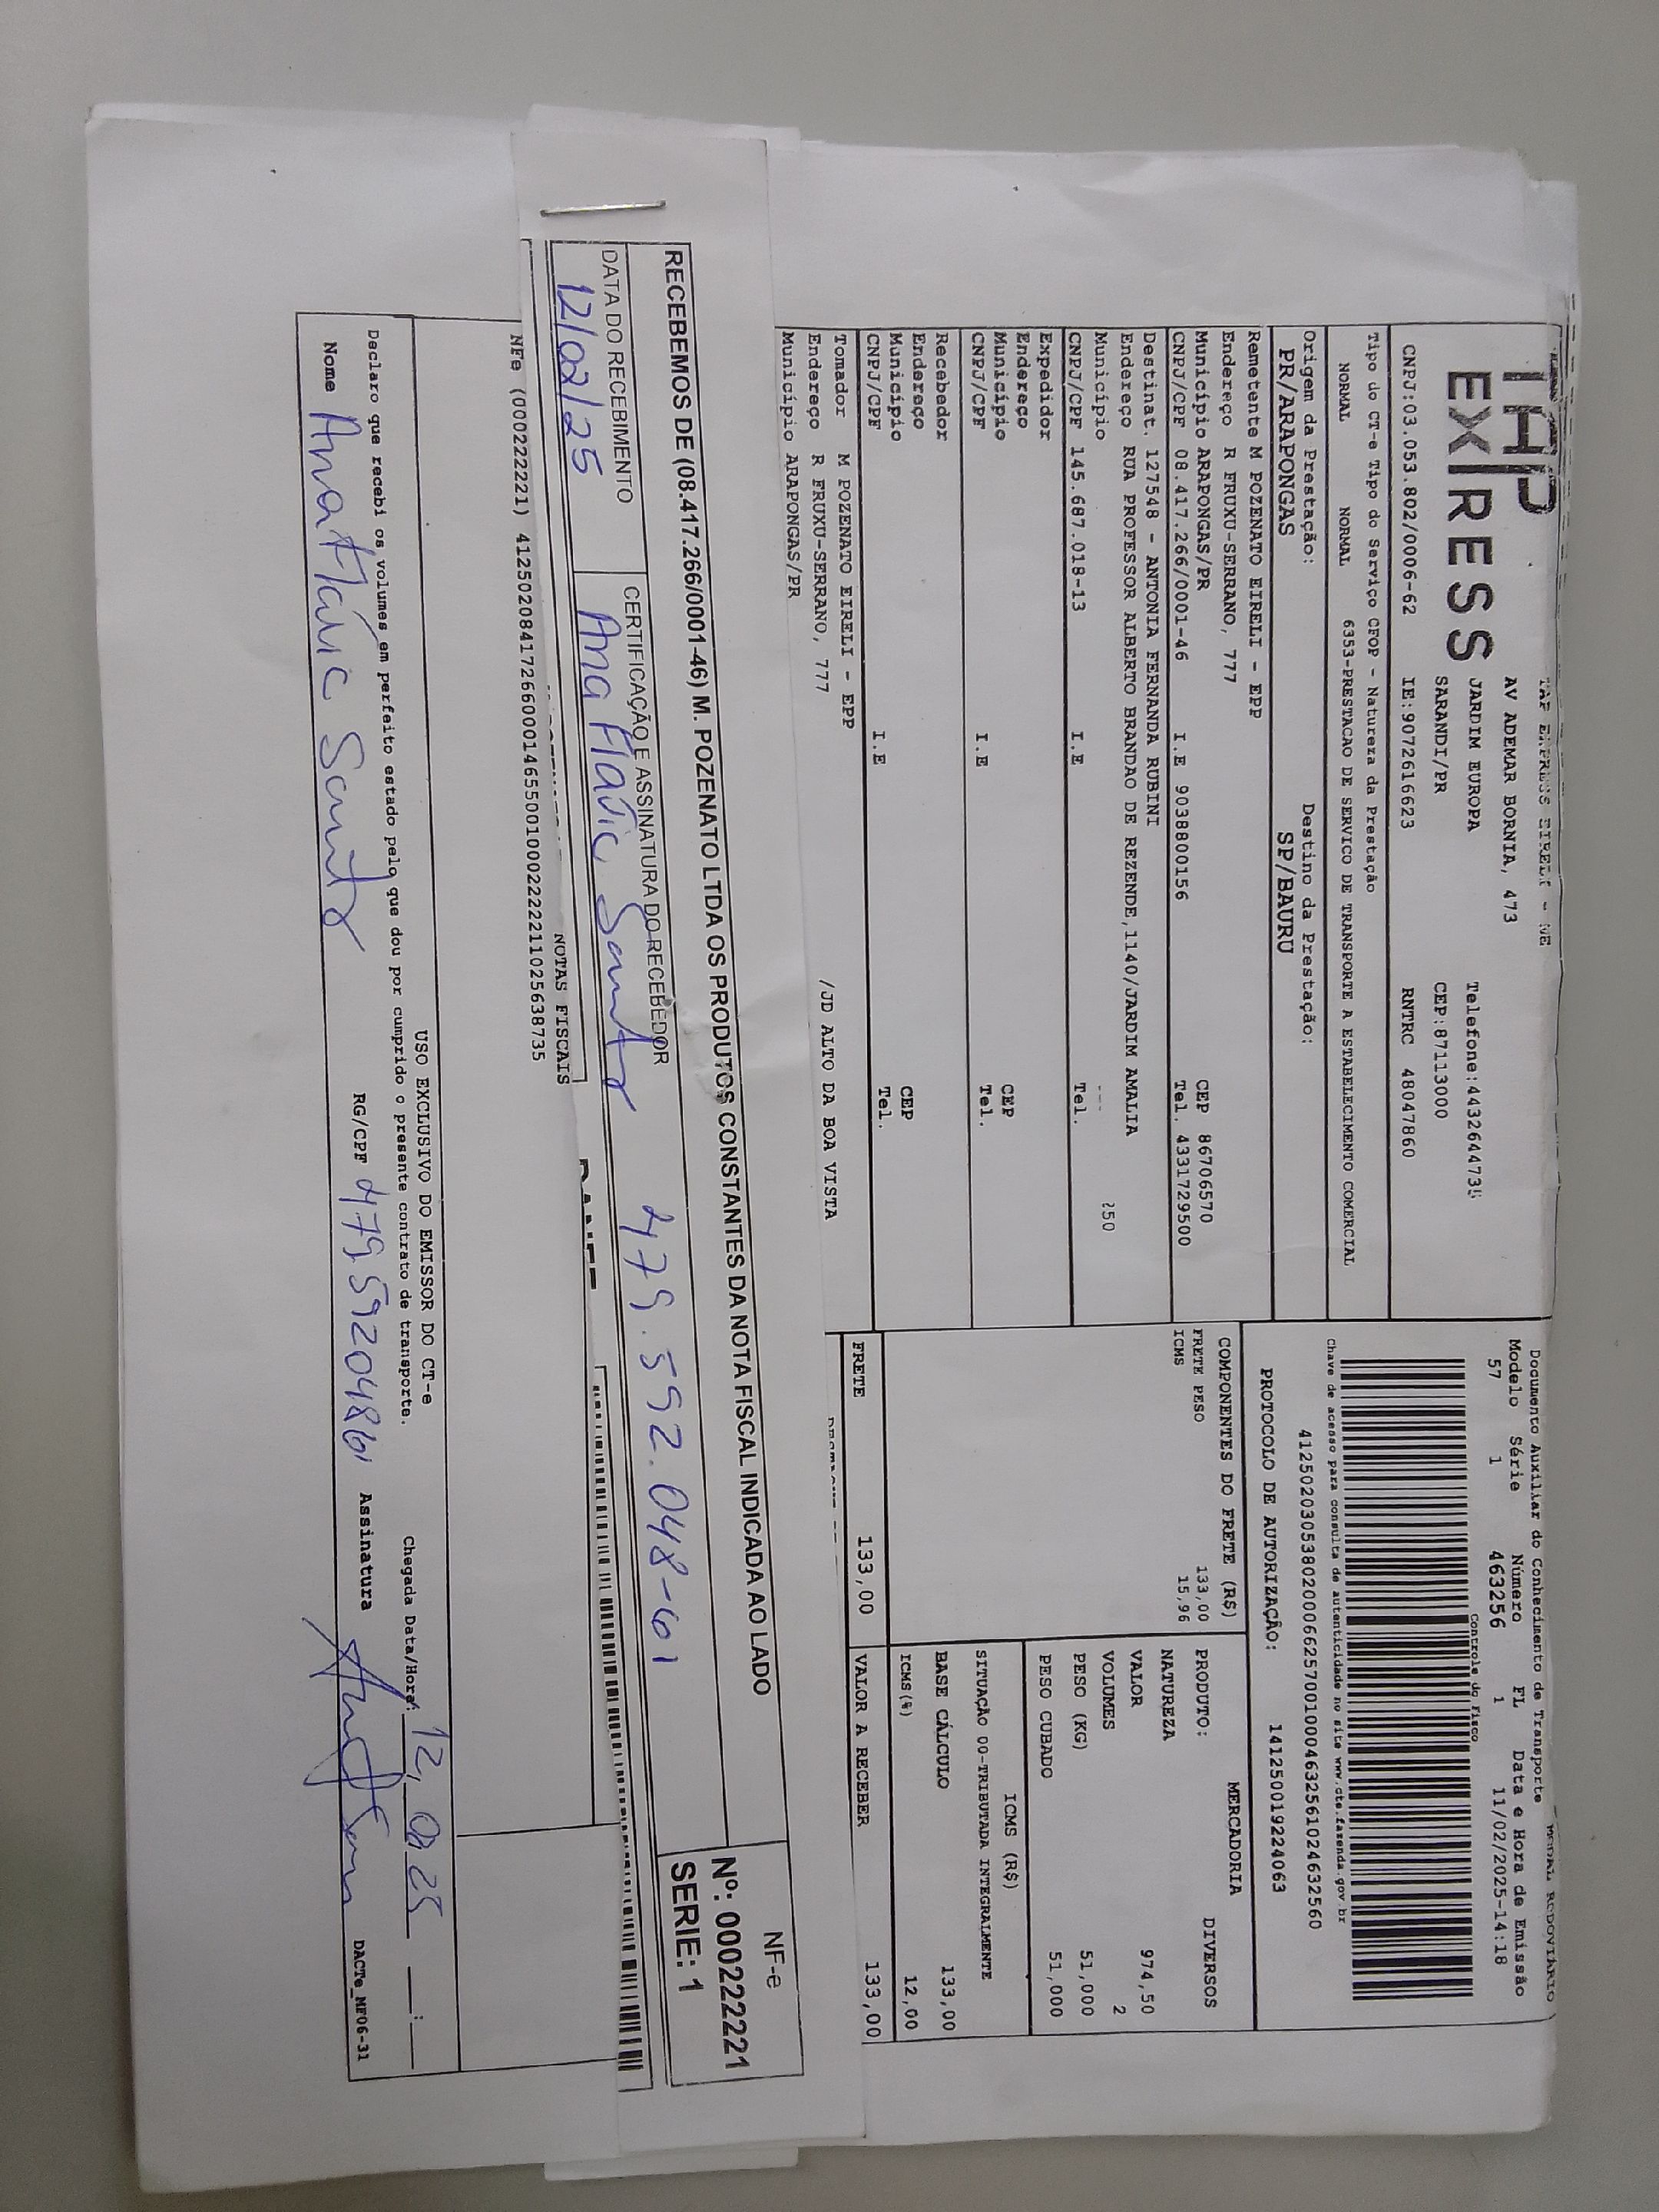 EXPRESS
AV ADEMAR BORNIA, 473
JARDIM EUROPA
SARANDI/PR
Telefone:443264473
CEP:87113000
CNPJ:03.053.802/0006-62 IE:9072616623 RNTRC 48047860
Tipo do CT-e Tipo do Serviço CFOP - Natureza da Prestação
NORMAL NORMAL 6353-PRESTACAO DE SERVICO DE TRANSPORTE A ESTABELECIMENTO COMERCIAL
Origem da Prestação: Destino da Prestação:
PR/ARAPONGAS SP/BAURU
Remetente M POZENATO EIRELI - EPP
Endereço R FRUXU-SERRANO, 777
Município ARAPONGAS/PR CEP 86706570
CNPJ/CPF 08.417.266/0001-46 I.E 9038800156 Tel. 4331729500
Destinat. 127548 - ANTONIA FERNANDA RUBINI
Endereço RUA PROFESSOR ALBERTO BRANDAO DE REZENDE,1140/JARDIM AMALIA
Município 250
CNPJ/CPF 145.687.018-13 I.E Tel.
Expedidor
Endereço
Município CEP
CNPJ/CPF I.E Tel.
Recebedor
Endereço
Município CEP
CNPJ/CPF I.E Tel.
Tomador M POZENATO EIRELI - EPP
Endereço R FRUXU-SERRANO, 777 /JD ALTO DA BOA VISTA
Município ARAPONGAS/PR
Documento Auxiliar do Conhecimento de Transporte
Modelo Série Número FL Data e Hora de Emissão
57 1 463256 1 11/02/2025-14:18
Controle do Fisco
Chave de acesso para consulta de autenticidade no site www.cte.fazenda.gov.br
41250203053802000662570010004632561024632560
PROTOCOLO DE AUTORIZAÇÃO: 141250019224063
COMPONENTES DO FRETE (R$)
FRETE PESO 133,00
ICMS 15,96
MERCADORIA
PRODUTO: DIVERSOS
NATUREZA
VALOR 974,50
VOLUMES 2
PESO (KG) 51,000
PESO CUBADO 51,000
ICMS (R$)
SITUAÇÃO 00-TRIBUTADA INTEGRALMENTE
BASE CÁLCULO 133,00
ICMS(%) 12,00
FRETE 133,00 VALOR A RECEBER 133,00
RECEBEMOS DE (08.417.266/0001-46) M. POZENATO LTDA OS PRODUTOS CONSTANTES DA NOTA FISCAL INDICADA AO LADO
DATA DO RECEBIMENTO CERTIFICAÇÃO E ASSINATURA DO RECEBEDOR
12/02/25 Ana Flávia Santos 479.592.048-61
NF-e
Nº: 000222221
SERIE: 1
NOTAS FISCAIS
NFe (000222221) 41250208417266000146550010002222211025638735
USO EXCLUSIVO DO EMISSOR DO CT-e
Declaro que recebi os volumes em perfeito estado pelo que dou por cumprido o presente contrato de transporte.
Chegada Data/Hora: 12, 02 25 __:__
Nome Ana Flávia Santos RG/CPF 47959204861 Assinatura
DACTe_MF06-31